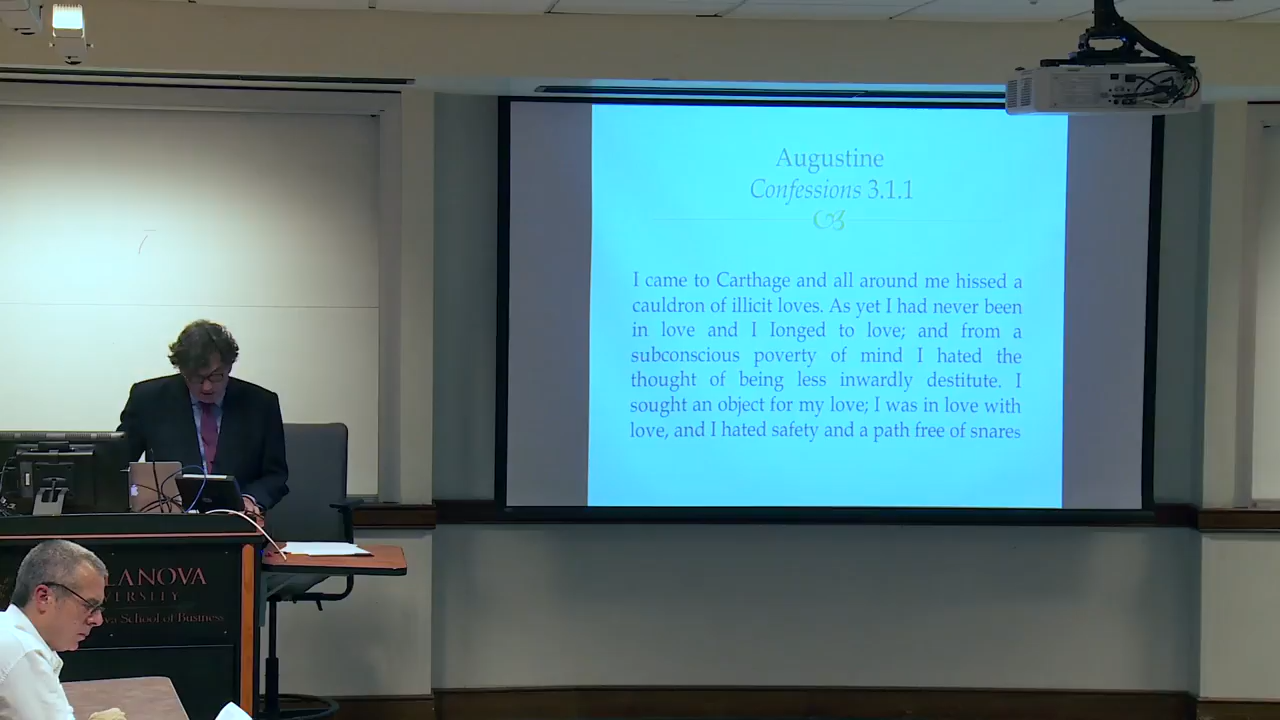 Augustine
Confessions 3.1.1
I came to Carthage and all around me hissed a
cauldron of illicit loves. As yet I had never been
in love and I longed to love; and from a
subconscious poverty of mind I hated the
thought of being less inwardly destitute. I
sought an object for my love; I was in love with
love, and I hated safety and a path free of snares
LANOVA
VERSITY
va School of Business